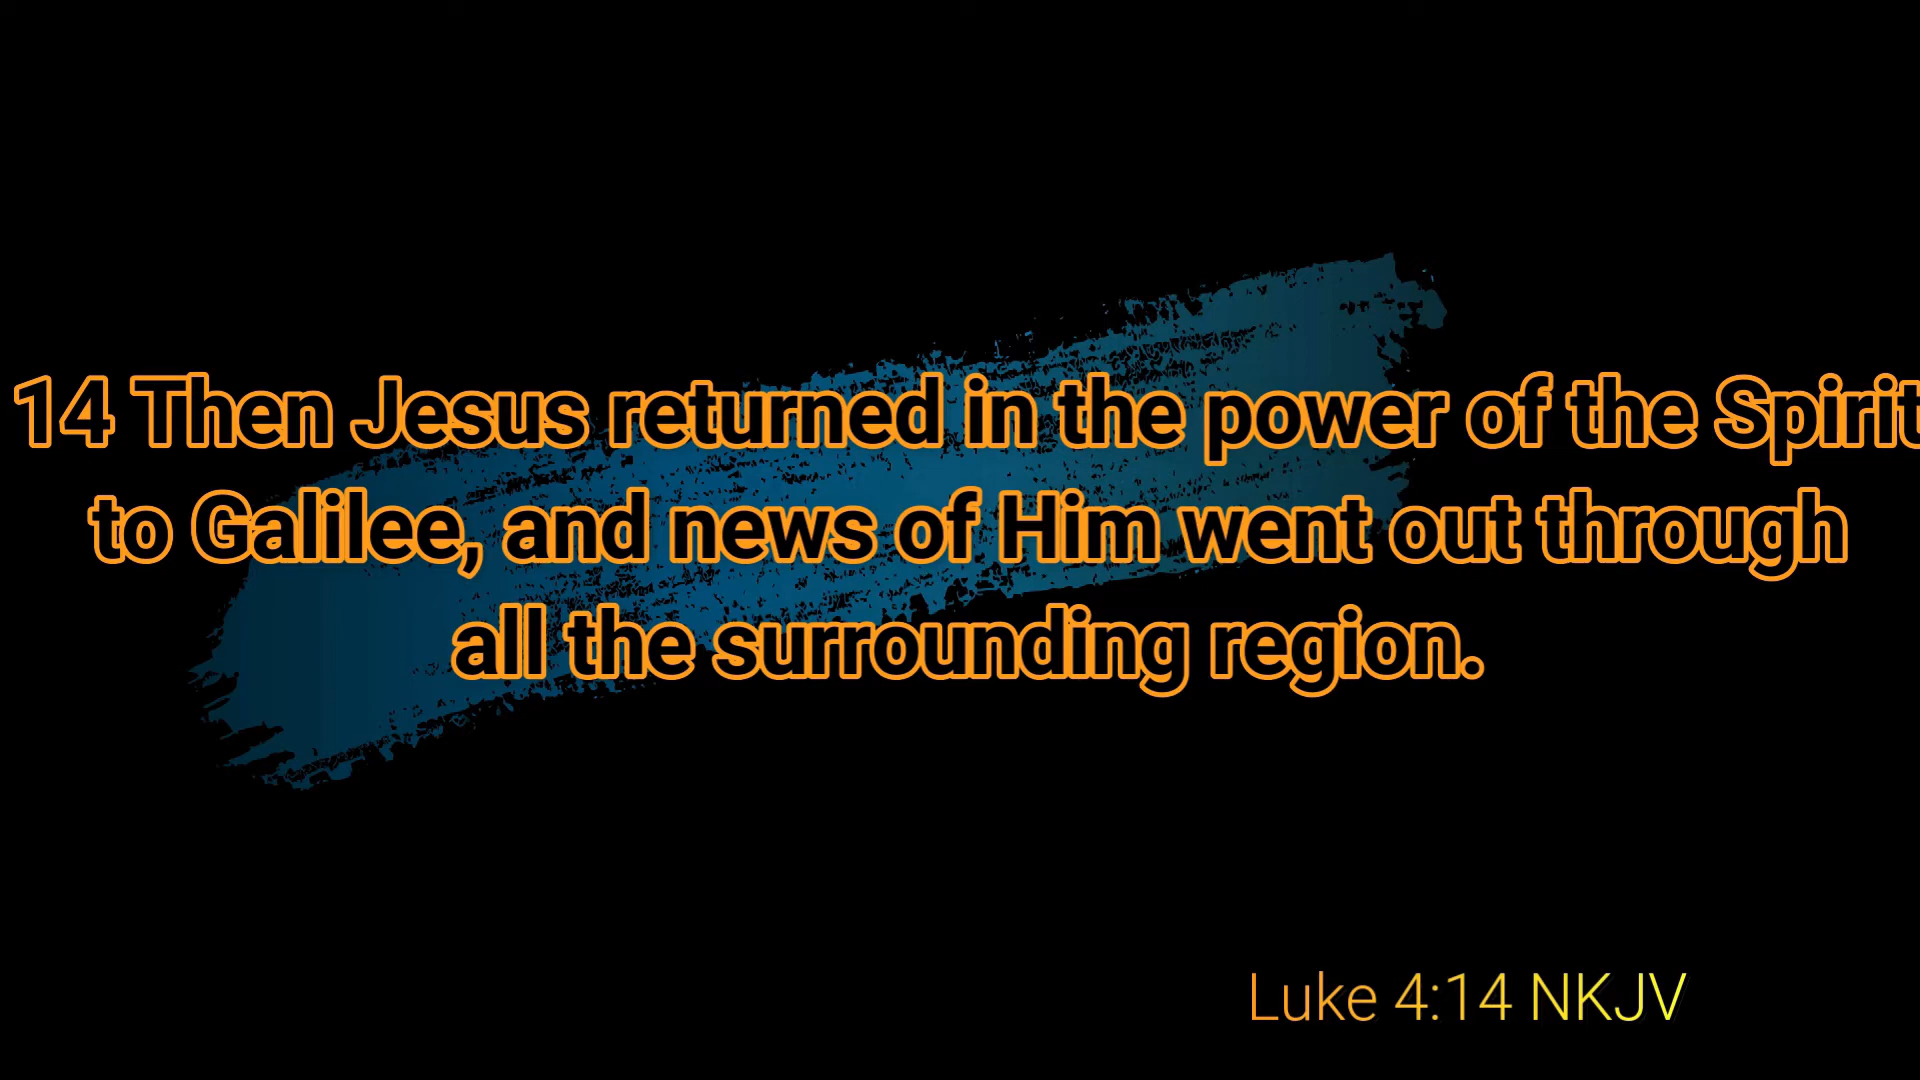 14 Then Jesus returned in the power of the Spirit
to Galilee, and news of Him went out through
all the surrounding region.
Luke 4:14 NKJV